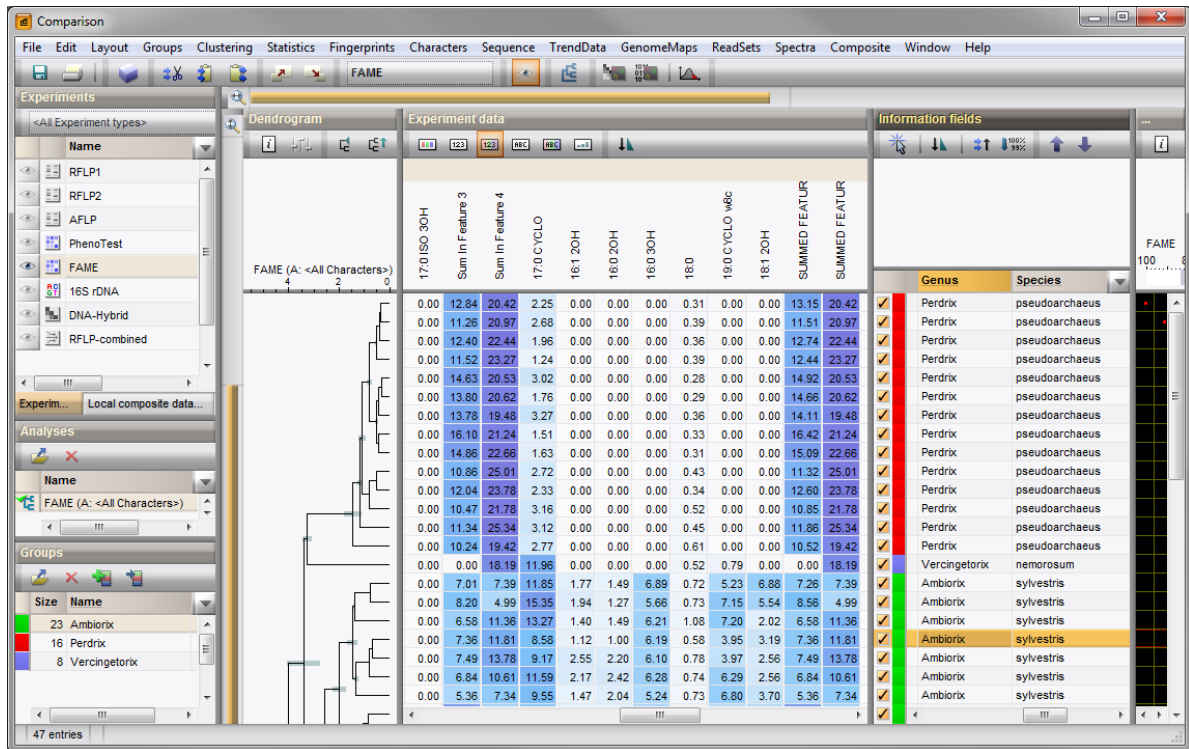 Comparison
File Edit Layout Groups Clustering Statistics Fingerprints Characters Sequence TrendData GenomeMaps ReadSets Spectra Composite Window Help
FAME
Experiments
<All Experiment types>
Name
RFLP1
RFLP2
AFLP
PhenoTest
FAME
16S rDNA
DNA-Hybrid
RFLP-combined
Experim... Local composite data...
Analyses
Name
FAME (A: <All Characters>)
Groups
Size Name
23 Ambiorix
16 Perdrix
8 Vercingetorix
47 entries
Dendrogram
FAME (A: <All Characters>)
4 2 0
Experiment data
17:0 ISO 3OH
Sum In Feature 3
Sum In Feature 4
17:0 CYCLO
16:1 2OH
16:0 2OH
16:0 3OH
18:0
19:0 CYCLO w8c
18:1 2OH
SUMMED FEATUR
SUMMED FEATUR
0.00 12.84 20.42 2.25 0.00 0.00 0.00 0.31 0.00 0.00 13.15 20.42
0.00 11.26 20.97 2.68 0.00 0.00 0.00 0.39 0.00 0.00 11.51 20.97
0.00 12.40 22.44 1.96 0.00 0.00 0.00 0.36 0.00 0.00 12.74 22.44
0.00 11.52 23.27 1.24 0.00 0.00 0.00 0.39 0.00 0.00 12.44 23.27
0.00 14.63 20.53 3.02 0.00 0.00 0.00 0.28 0.00 0.00 14.92 20.53
0.00 13.80 20.62 1.76 0.00 0.00 0.00 0.29 0.00 0.00 14.66 20.62
0.00 13.78 19.48 3.27 0.00 0.00 0.00 0.36 0.00 0.00 14.11 19.48
0.00 16.10 21.24 1.51 0.00 0.00 0.00 0.33 0.00 0.00 16.42 21.24
0.00 14.86 22.66 1.63 0.00 0.00 0.00 0.31 0.00 0.00 15.09 22.66
0.00 10.86 25.01 2.72 0.00 0.00 0.00 0.43 0.00 0.00 11.32 25.01
0.00 12.04 23.78 2.33 0.00 0.00 0.00 0.34 0.00 0.00 12.60 23.78
0.00 10.47 21.78 3.16 0.00 0.00 0.00 0.52 0.00 0.00 10.85 21.78
0.00 11.34 25.34 3.12 0.00 0.00 0.00 0.45 0.00 0.00 11.86 25.34
0.00 10.24 19.42 2.77 0.00 0.00 0.00 0.61 0.00 0.00 10.52 19.42
0.00 0.00 18.19 11.96 0.00 0.00 0.00 0.52 0.79 0.00 0.00 18.19
0.00 7.01 7.39 11.85 1.77 1.49 6.89 0.72 5.23 6.88 7.26 7.39
0.00 8.20 4.99 15.35 1.94 1.27 5.66 0.73 7.15 5.54 8.56 4.99
0.00 6.58 11.36 13.27 1.40 1.49 6.21 1.08 7.20 2.02 6.58 11.36
0.00 7.36 11.81 8.58 1.12 1.00 6.19 0.58 3.95 3.19 7.36 11.81
0.00 7.49 13.78 9.17 2.55 2.20 6.10 0.78 3.97 2.56 7.49 13.78
0.00 6.84 10.61 11.59 2.17 2.42 6.28 0.74 6.29 2.56 6.84 10.61
0.00 5.36 7.34 9.55 1.47 2.04 5.24 0.73 6.80 3.70 5.36 7.34
Information fields
Genus Species
Perdrix pseudoarchaeus
Perdrix pseudoarchaeus
Perdrix pseudoarchaeus
Perdrix pseudoarchaeus
Perdrix pseudoarchaeus
Perdrix pseudoarchaeus
Perdrix pseudoarchaeus
Perdrix pseudoarchaeus
Perdrix pseudoarchaeus
Perdrix pseudoarchaeus
Perdrix pseudoarchaeus
Perdrix pseudoarchaeus
Perdrix pseudoarchaeus
Perdrix pseudoarchaeus
Vercingetorix nemorosum
Ambiorix sylvestris
Ambiorix sylvestris
Ambiorix sylvestris
Ambiorix sylvestris
Ambiorix sylvestris
Ambiorix sylvestris
Ambiorix sylvestris
...
FAME
100